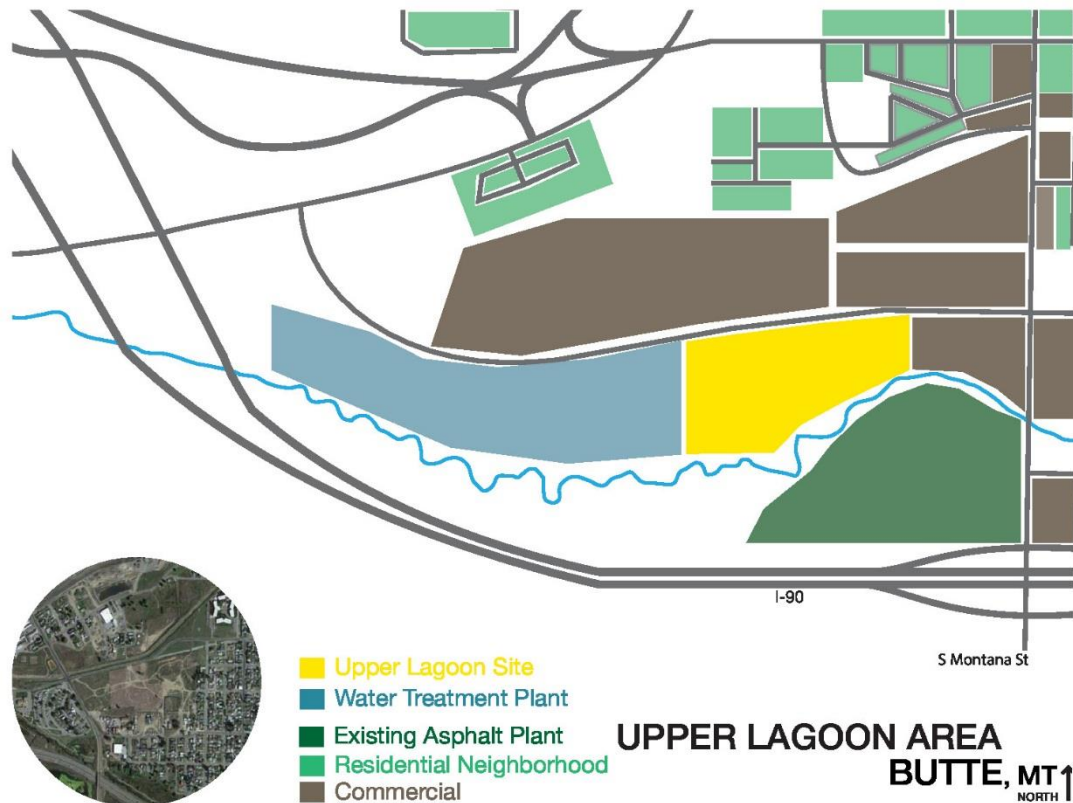 I-90
S Montana St
Upper Lagoon Site
Water Treatment Plant
Existing Asphalt Plant
Residential Neighborhood
Commercial
UPPER LAGOON AREA
BUTTE, MT
NORTH